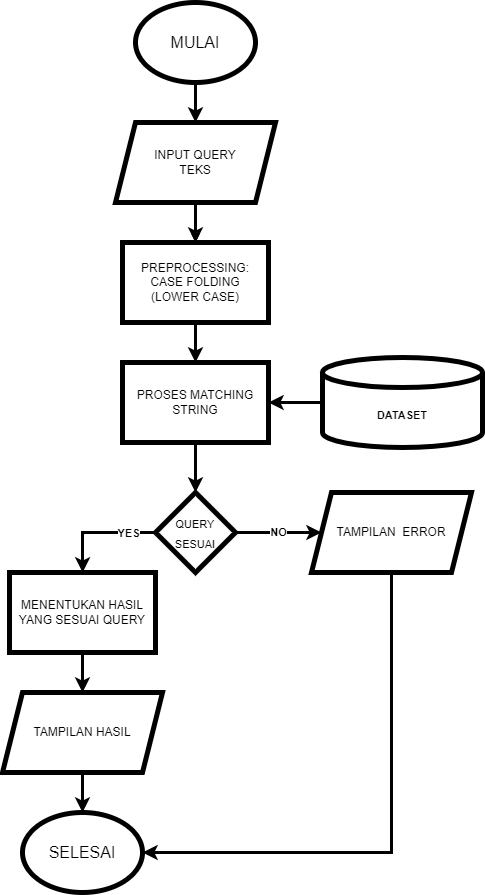 MULAI
INPUT QUERY
TEKS
PREPROCESSING:
CASE FOLDING
(LOWER CASE)
PROSES MATCHING
STRING
DATASET
QUERY
SESUAI
YES
NO
TAMPILAN ERROR
MENENTUKAN HASIL
YANG SESUAI QUERY
TAMPILAN HASIL
SELESAI